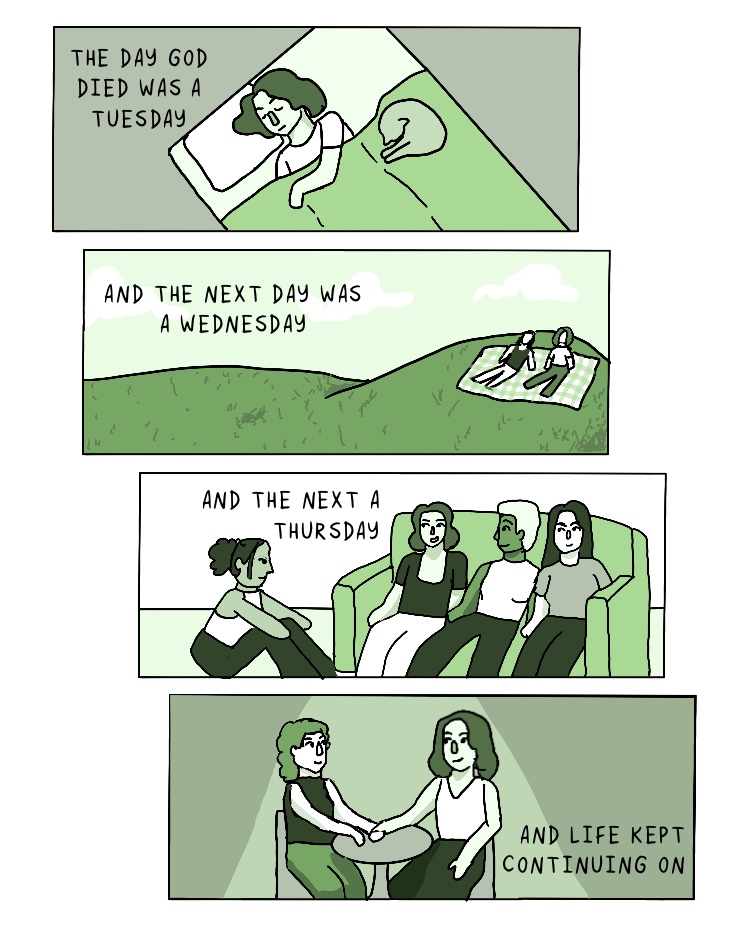 THE DAY GOD
DIED WAS A
TUESDAY
AND THE NEXT DAY WAS
A WEDNESDAY
AND THE NEXT A
THURSDAY
AND LIFE KEPT
CONTINUING ON